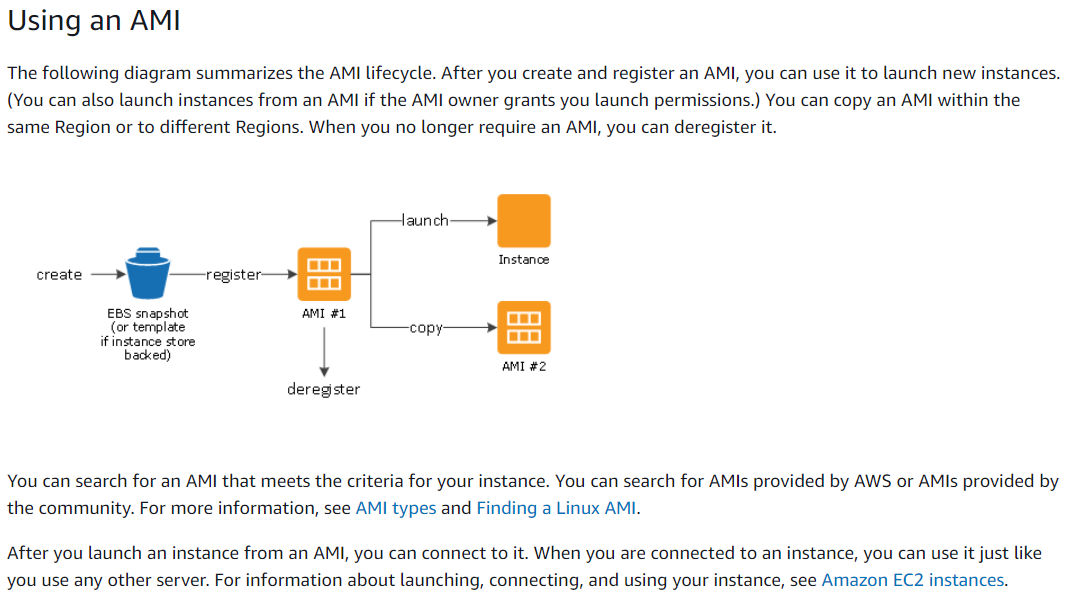 Using an AMI
The following diagram summarizes the AMI lifecycle. After you create and register an AMI, you can use it to launch new instances.
(You can also launch instances from an AMI if the AMI owner grants you launch permissions.) You can copy an AMI within the
same Region or to different Regions. When you no longer require an AMI, you can deregister it.
launch
Instance
create
register
EBS snapshot
(or template
if instance store
backed)
AMI #1
copy
AMI #2
deregister
You can search for an AMI that meets the criteria for your instance. You can search for AMIs provided by AWS or AMIs provided by
the community. For more information, see AMI types and Finding a Linux AMI.
After you launch an instance from an AMI, you can connect to it. When you are connected to an instance, you can use it just like
you use any other server. For information about launching, connecting, and using your instance, see Amazon EC2 instances.